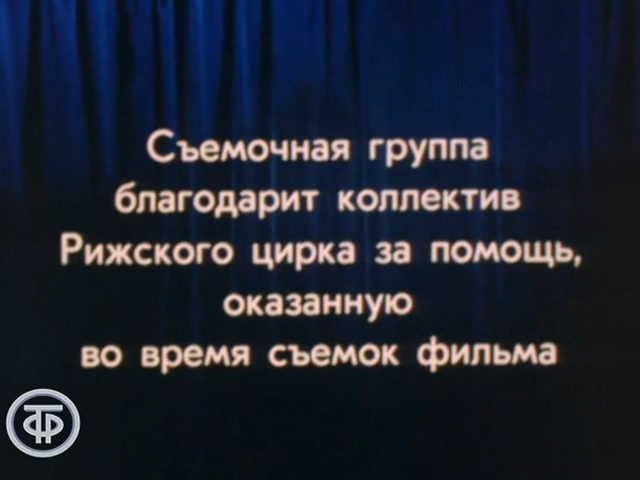 Съемочная группа
благодарит коллектив
Рижского цирка за помощь,
оказанную
во время съемок фильма